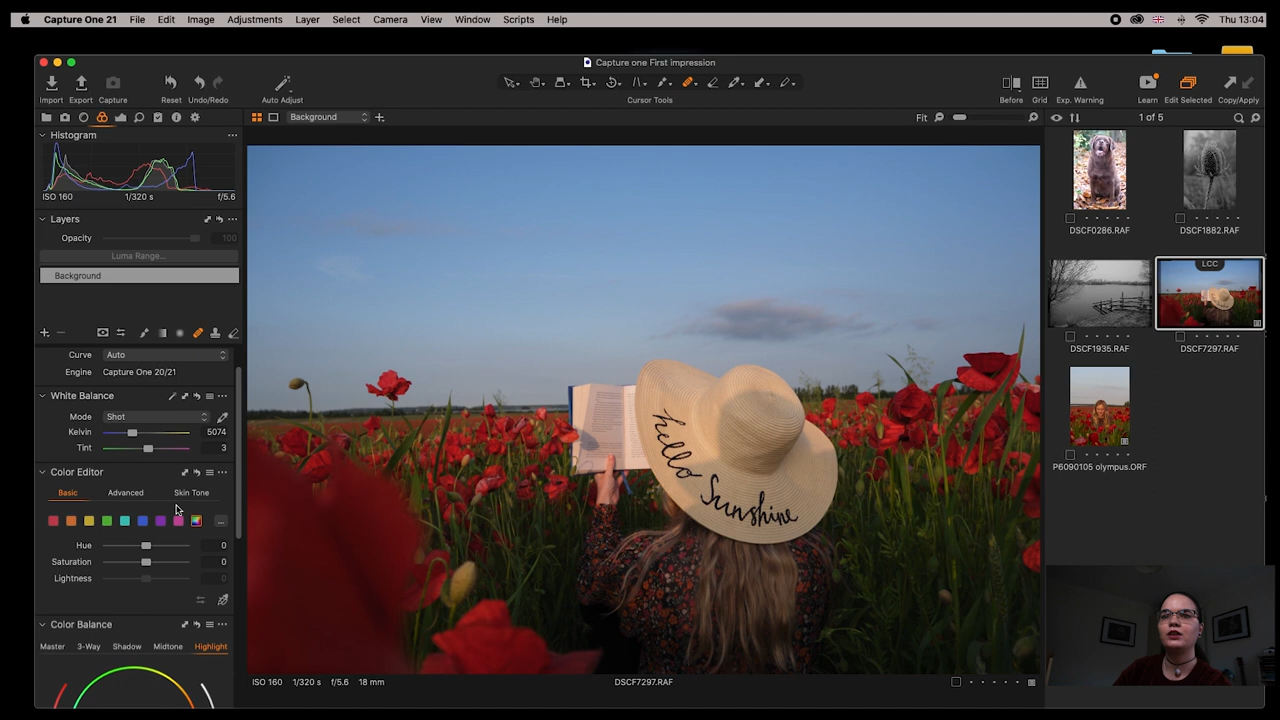 Capture One 21 File Edit Image Adjustments Layer Select Camera View Window Scripts Help Thu 13:04
Capture one First impression
Import Export Capture Reset Undo/Redo Auto Adjust Cursor Tools Before Grid Exp. Warning Learn Edit Selected Copy/Apply
Background Fit 1 of 5
Histogram
ISO 160 1/320 s f/5.6
Layers
Opacity 100
Luma Range...
Background
Curve Auto
Engine Capture One 20/21
White Balance
Mode Shot
Kelvin 5074
Tint 3
Color Editor
Basic Advanced Skin Tone
...
Hue 0
Saturation 0
Lightness 0
Color Balance
Master 3-Way Shadow Midtone Highlight
hello
Sunshine
ISO 160 1/320 s f/5.6 18 mm DSCF7297.RAF
DSCF0286.RAF DSCF1882.RAF
LCC
DSCF1935.RAF DSCF7297.RAF
P6090105 olympus.ORF